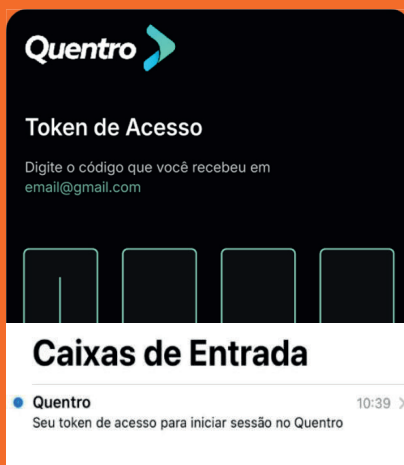 Quentro
Token de Acesso
Digite o código que você recebeu em
email@gmail.com
Caixas de Entrada
Quentro 10:39
Seu token de acesso para iniciar sessão no Quentro